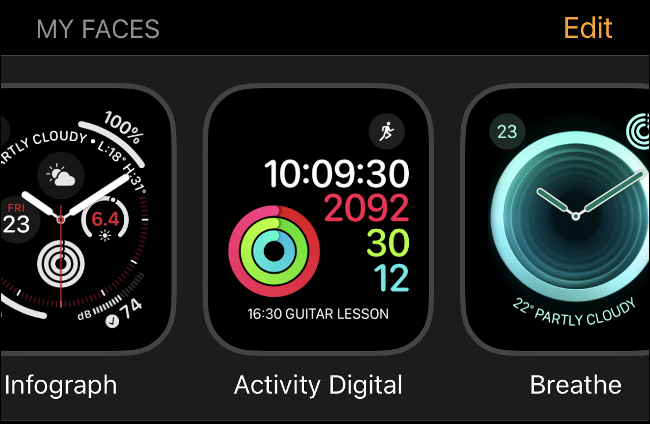 MY FACES
Edit
100%
ARTLY CLOUDY • L:18° H:31°
FRI
23
6.4
dB
74
10:09:30
2092
30
12
16:30 GUITAR LESSON
23
22° PARTLY CLOUDY
Infograph
Activity Digital
Breathe